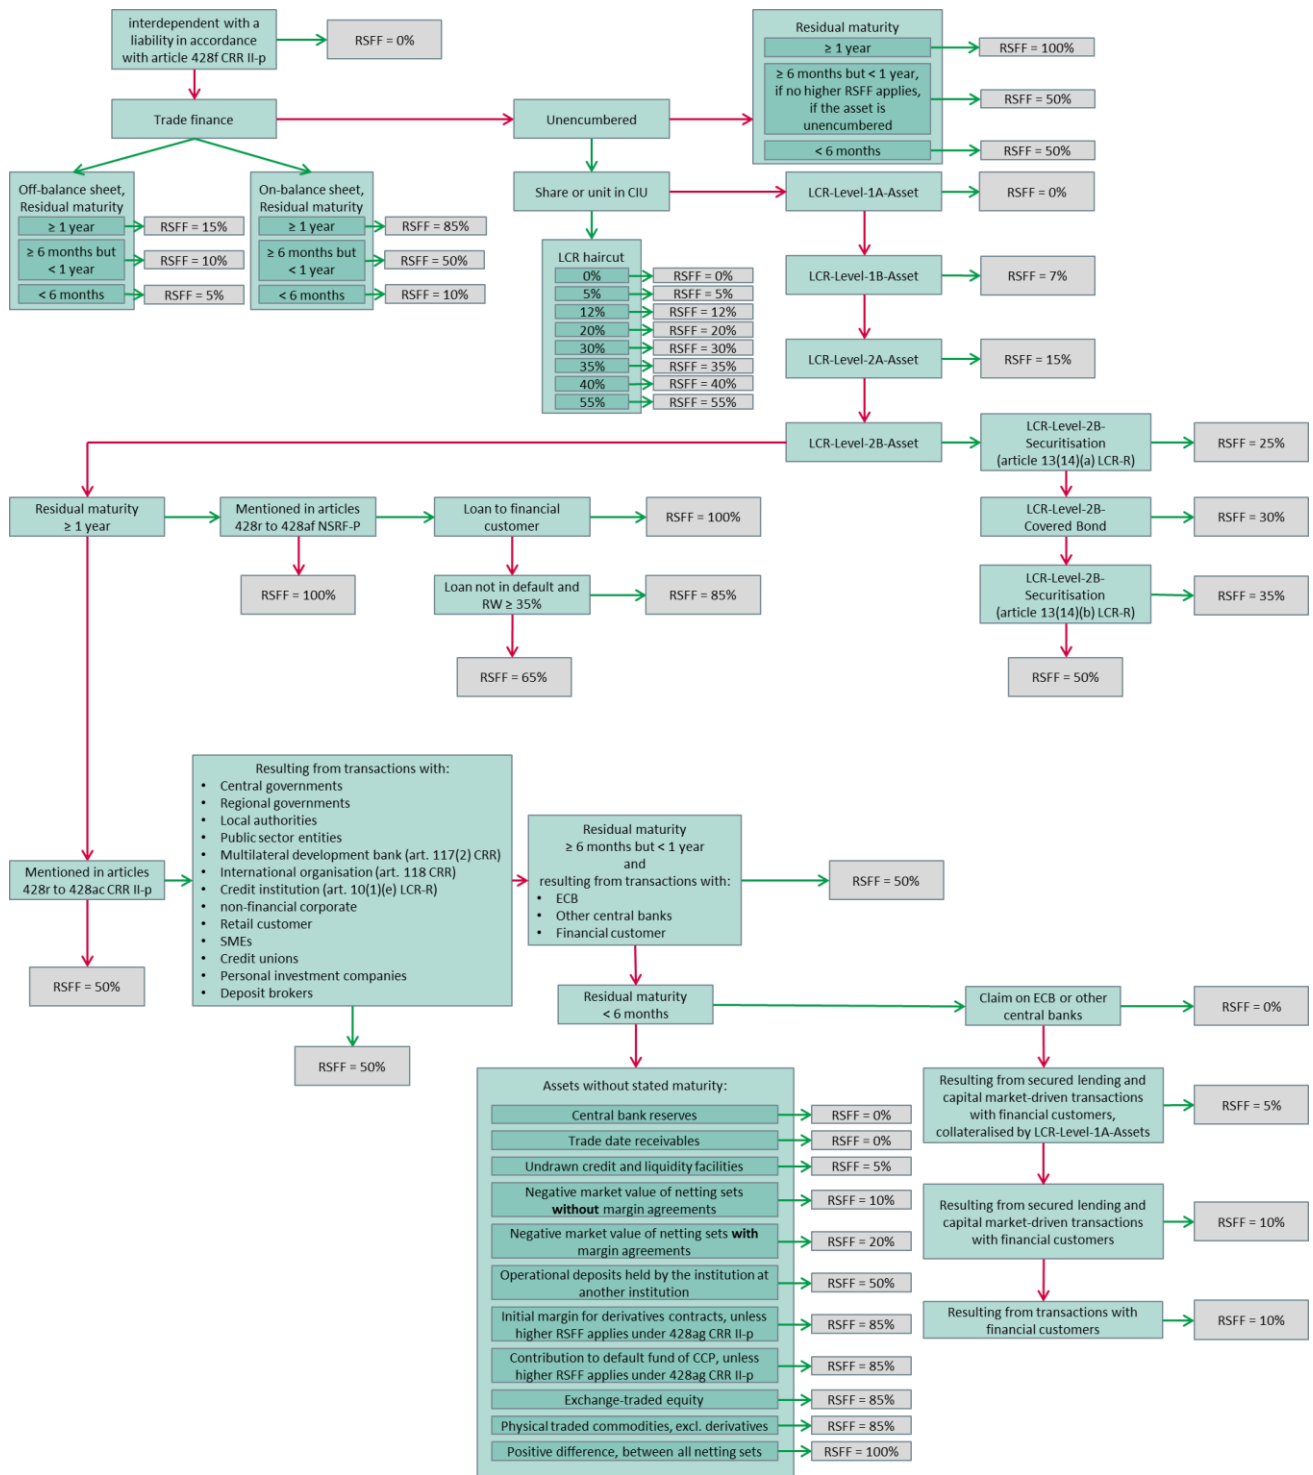 interdependent with a
liability in accordance
with article 428f CRR II-p
RSFF = 0%
Trade finance
Off-balance sheet,
Residual maturity
≥ 1 year
RSFF = 15%
≥ 6 months but
< 1 year
RSFF = 10%
< 6 months
RSFF = 5%
On-balance sheet,
Residual maturity
≥ 1 year
RSFF = 85%
≥ 6 months but
< 1 year
RSFF = 50%
< 6 months
RSFF = 10%
Unencumbered
Residual maturity
≥ 1 year
RSFF = 100%
≥ 6 months but < 1 year,
if no higher RSFF applies,
if the asset is
unencumbered
RSFF = 50%
< 6 months
RSFF = 50%
Share or unit in CIU
LCR haircut
0%
RSFF = 0%
5%
RSFF = 5%
12%
RSFF = 12%
20%
RSFF = 20%
30%
RSFF = 30%
35%
RSFF = 35%
40%
RSFF = 40%
55%
RSFF = 55%
LCR-Level-1A-Asset
RSFF = 0%
LCR-Level-1B-Asset
RSFF = 7%
LCR-Level-2A-Asset
RSFF = 15%
LCR-Level-2B-Asset
LCR-Level-2B-
Securitisation
(article 13(14)(a) LCR-R)
RSFF = 25%
LCR-Level-2B-
Covered Bond
RSFF = 30%
LCR-Level-2B-
Securitisation
(article 13(14)(b) LCR-R)
RSFF = 35%
RSFF = 50%
Residual maturity
≥ 1 year
Mentioned in articles
428r to 428af NSRF-P
RSFF = 100%
Loan to financial
customer
RSFF = 100%
Loan not in default and
RW ≥ 35%
RSFF = 85%
RSFF = 65%
Mentioned in articles
428r to 428ac CRR II-p
RSFF = 50%
Resulting from transactions with:
• Central governments
• Regional governments
• Local authorities
• Public sector entities
• Multilateral development bank (art. 117(2) CRR)
• International organisation (art. 118 CRR)
• Credit institution (art. 10(1)(e) LCR-R)
• non-financial corporate
• Retail customer
• SMEs
• Credit unions
• Personal investment companies
• Deposit brokers
RSFF = 50%
Residual maturity
≥ 6 months but < 1 year
and
resulting from transactions with:
• ECB
• Other central banks
• Financial customer
RSFF = 50%
Residual maturity
< 6 months
Claim on ECB or other
central banks
RSFF = 0%
Resulting from secured lending and
capital market-driven transactions
with financial customers,
collateralised by LCR-Level-1A-Assets
RSFF = 5%
Resulting from secured lending and
capital market-driven transactions
with financial customers
RSFF = 10%
Resulting from transactions with
financial customers
RSFF = 10%
Assets without stated maturity:
Central bank reserves
RSFF = 0%
Trade date receivables
RSFF = 0%
Undrawn credit and liquidity facilities
RSFF = 5%
Negative market value of netting sets
without margin agreements
RSFF = 10%
Negative market value of netting sets with
margin agreements
RSFF = 20%
Operational deposits held by the institution at
another institution
RSFF = 50%
Initial margin for derivatives contracts, unless
higher RSFF applies under 428ag CRR II-p
RSFF = 85%
Contribution to default fund of CCP, unless
higher RSFF applies under 428ag CRR II-p
RSFF = 85%
Exchange-traded equity
RSFF = 85%
Physical traded commodities, excl. derivatives
RSFF = 85%
Positive difference, between all netting sets
RSFF = 100%